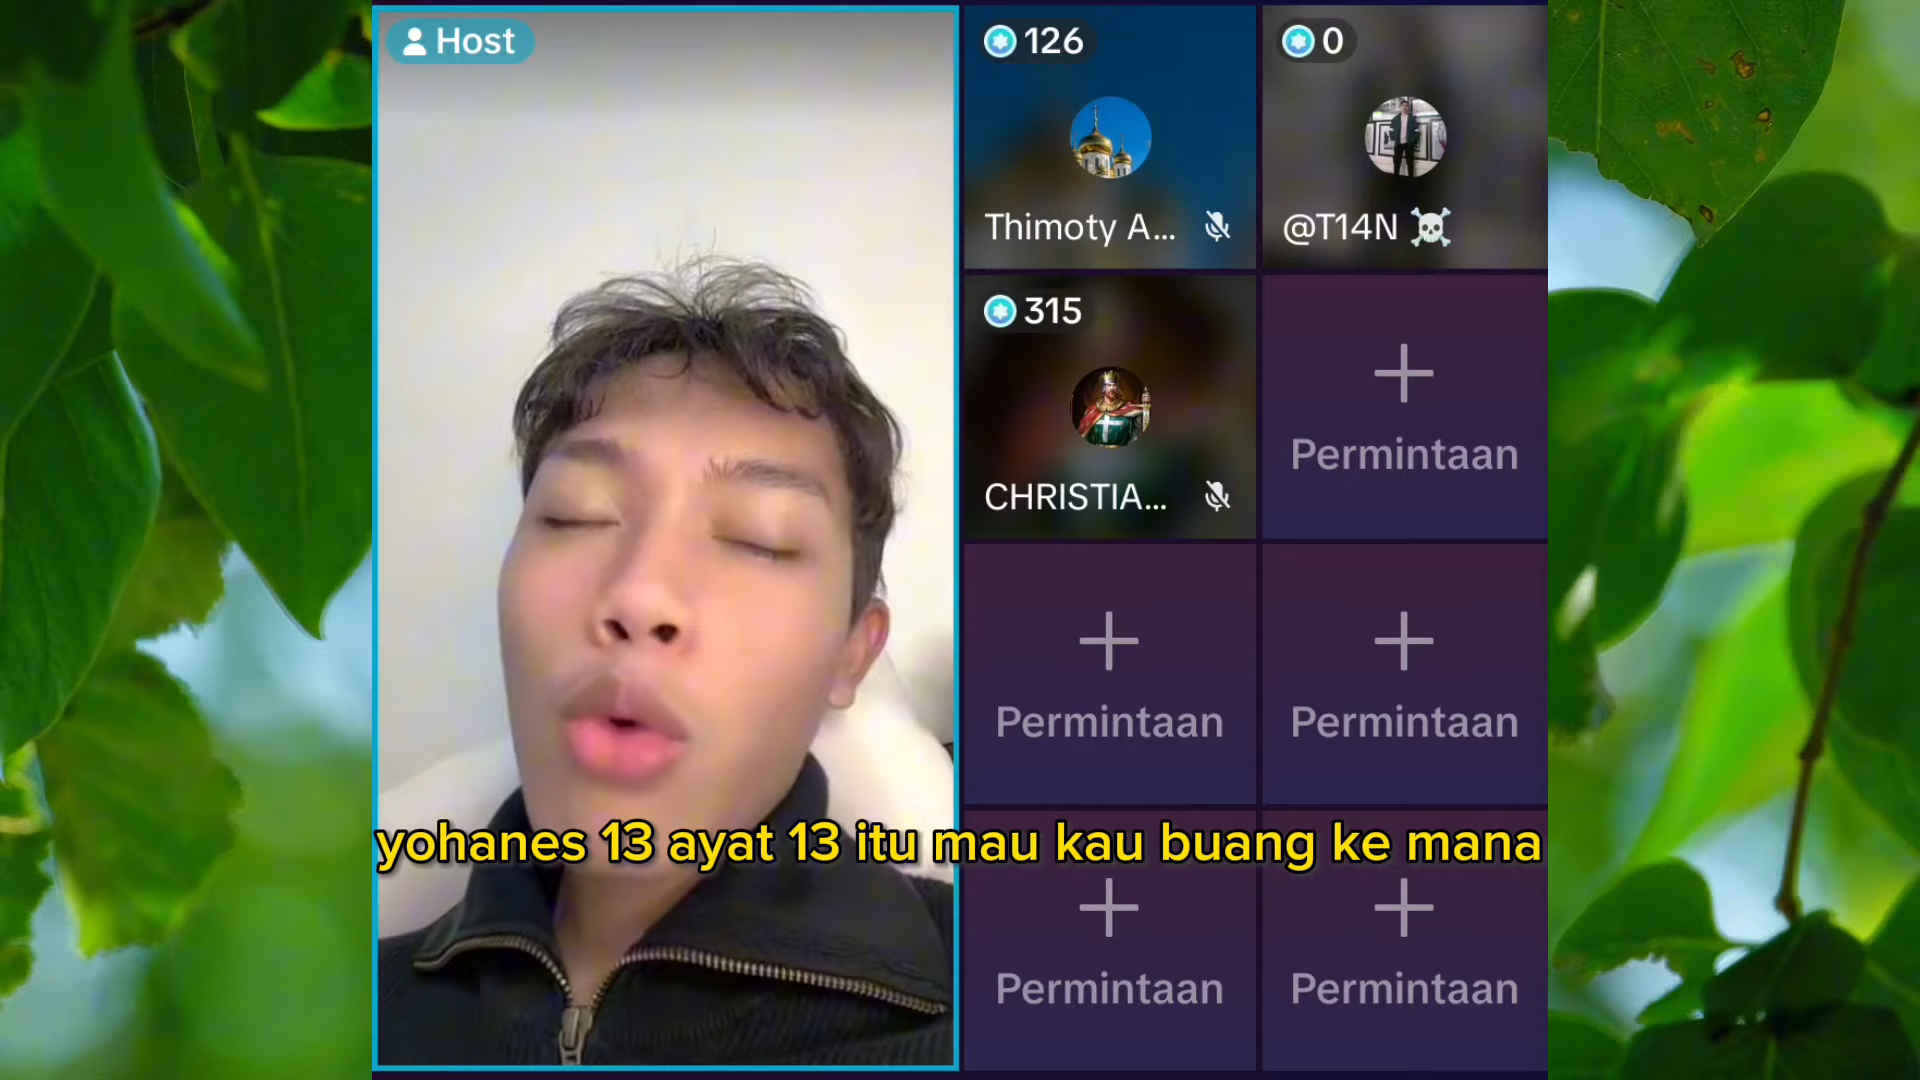 Host
126
0
Thimoty A...
@T14N ☠️
315
CHRISTIA...
Permintaan
Permintaan
Permintaan
yohanes 13 ayat 13 itu mau kau buang ke mana
Permintaan
Permintaan